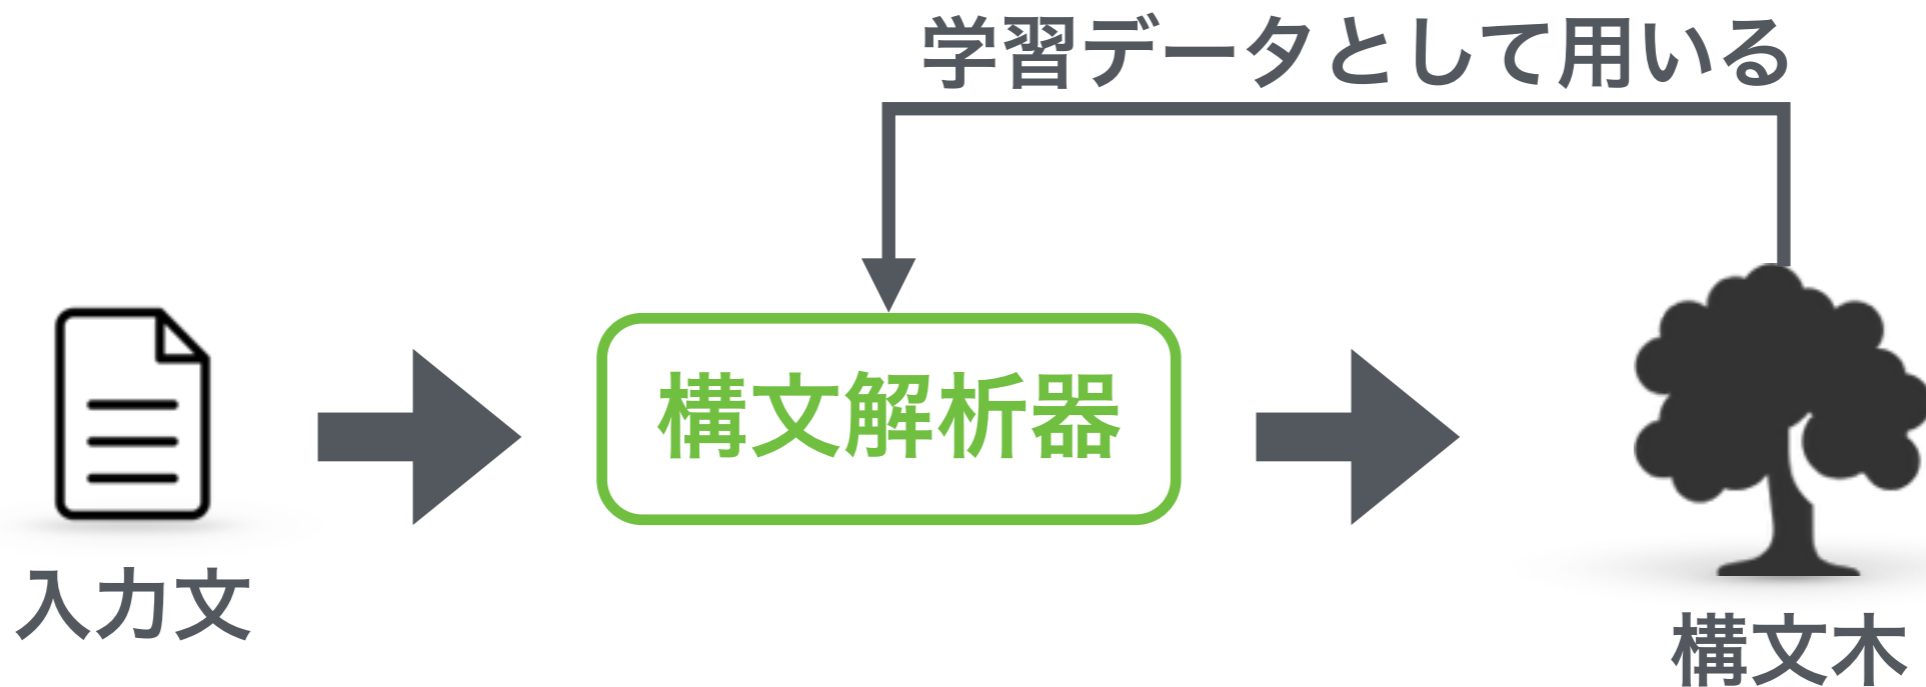 学習データとして用いる
構文解析器
入力文
構文木